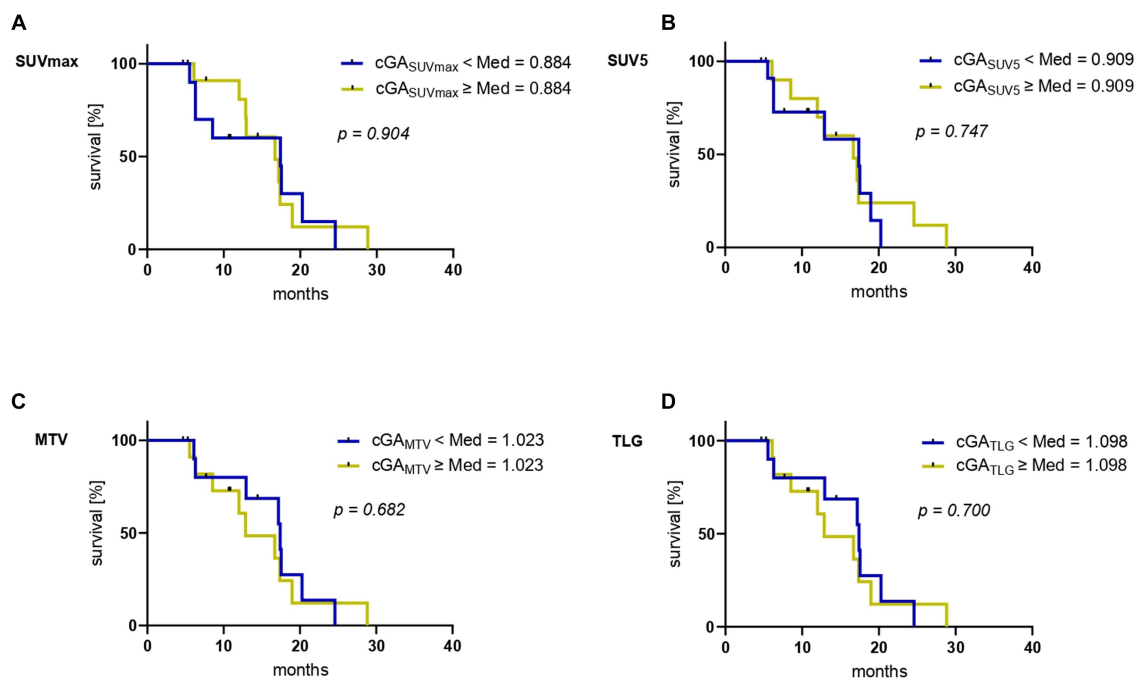 A
SUVmax
cGASUVmax < Med = 0.884
cGASUVmax ≥ Med = 0.884
p = 0.904
survival [%]
100
50
0
0 10 20 30 40
months
B
SUV5
cGASUV5 < Med = 0.909
cGASUV5 ≥ Med = 0.909
p = 0.747
survival [%]
100
50
0
0 10 20 30 40
months
C
MTV
cGAMTV < Med = 1.023
cGAMTV ≥ Med = 1.023
p = 0.682
survival [%]
100
50
0
0 10 20 30 40
months
D
TLG
cGATLG < Med = 1.098
cGATLG ≥ Med = 1.098
p = 0.700
survival [%]
100
50
0
0 10 20 30 40
months